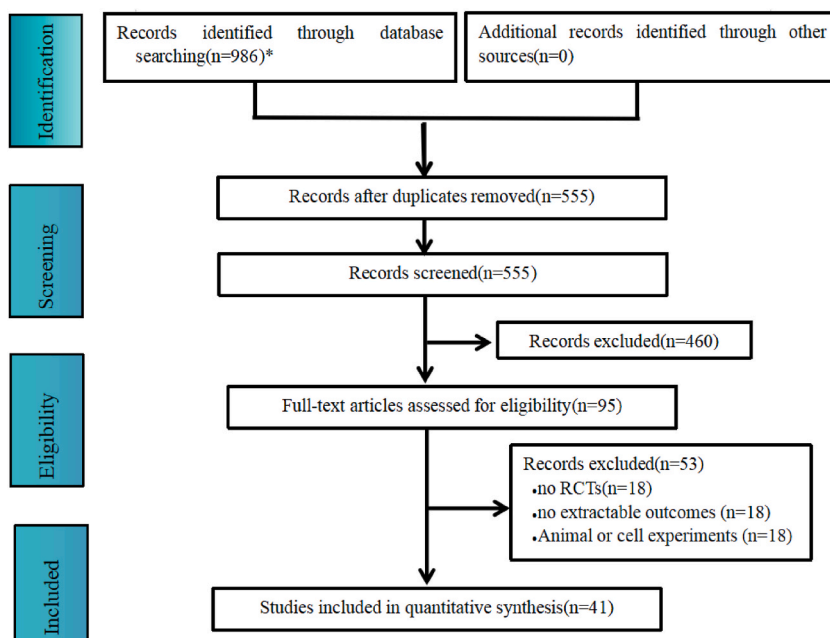 Identification
Records identified through database
searching(n=986)*
Additional records identified through other
sources(n=0)
Records after duplicates removed(n=555)
Screening
Records screened(n=555)
Records excluded(n=460)
Eligibility
Full-text articles assessed for eligibility(n=95)
Records excluded(n=53)
•no RCTs(n=18)
•no extractable outcomes (n=18)
•Animal or cell experiments (n=18)
Included
Studies included in quantitative synthesis(n=41)